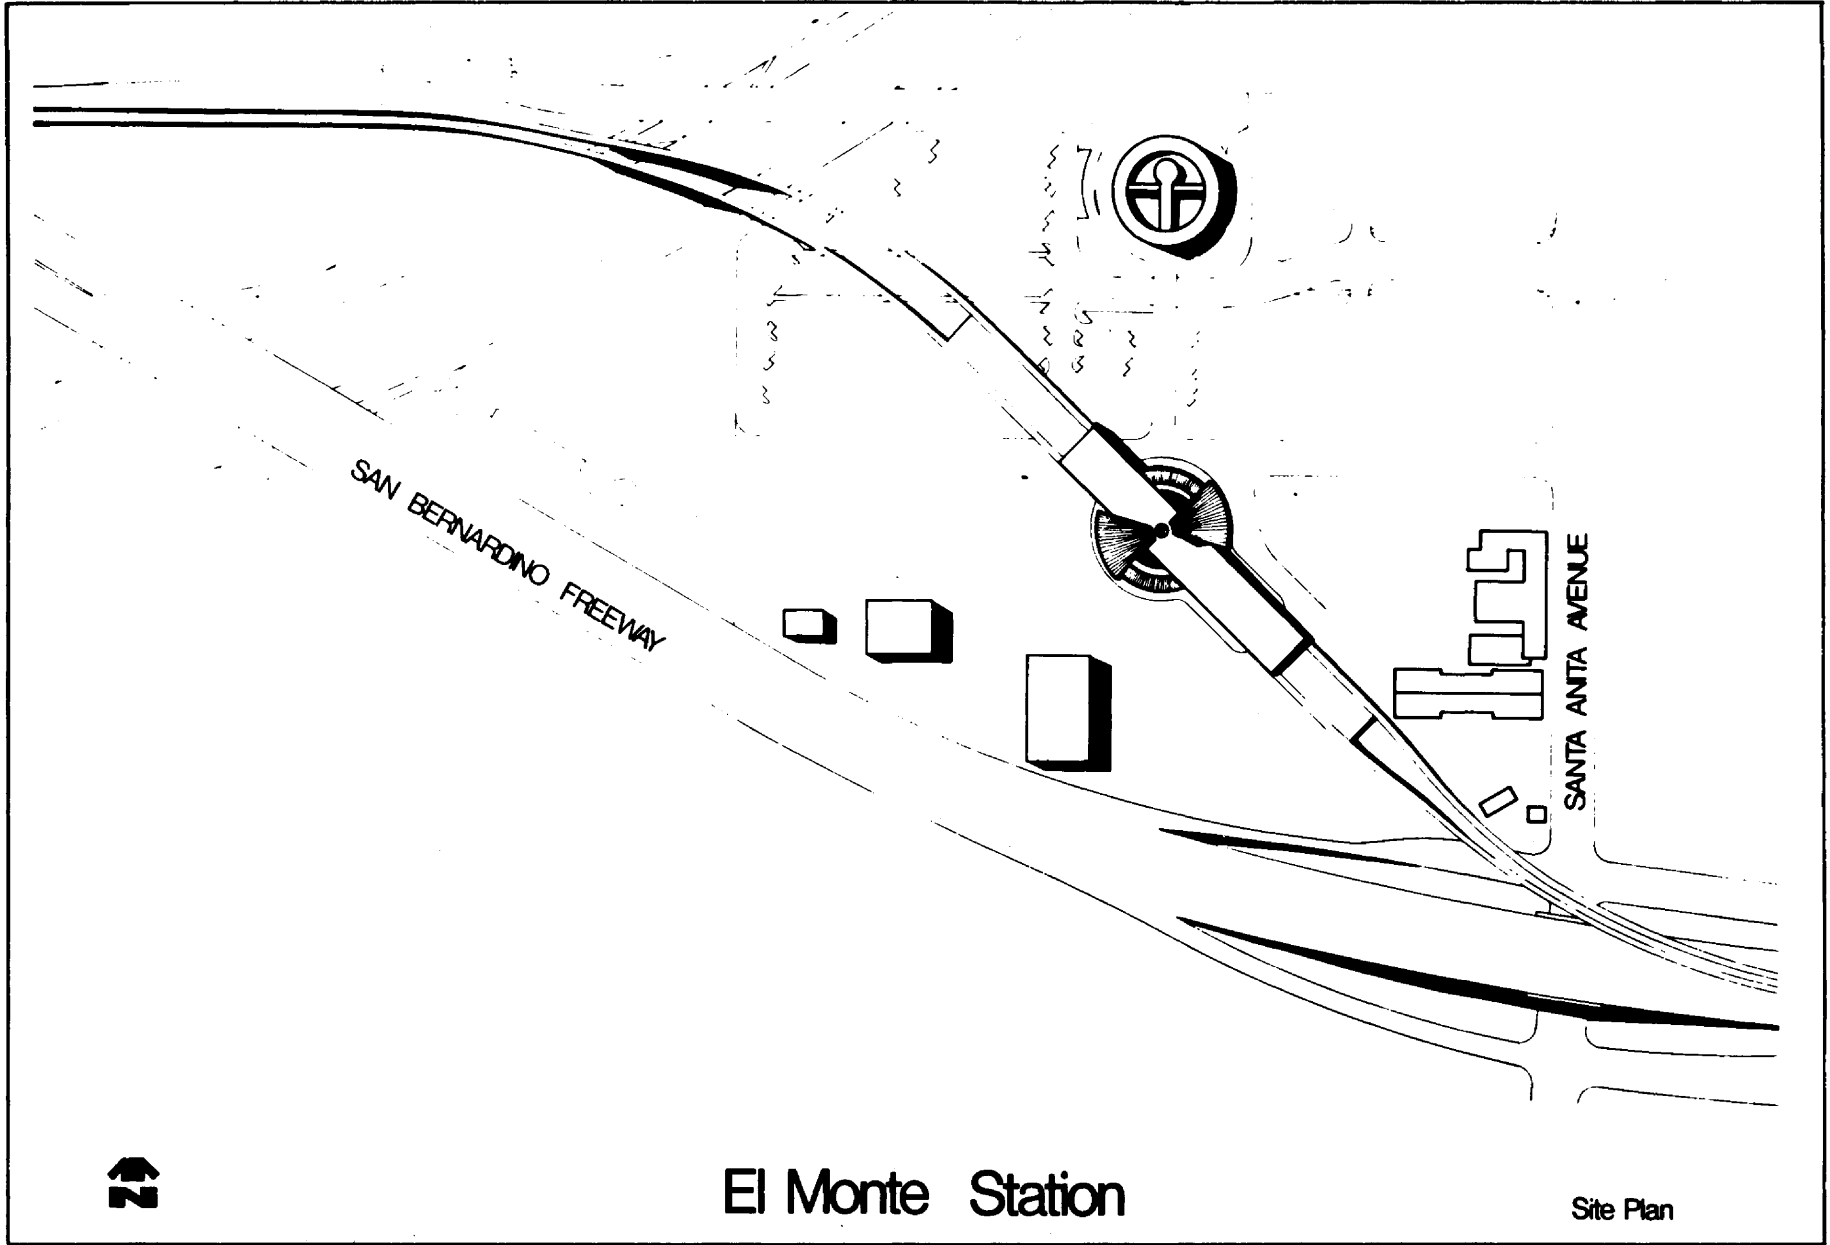 SAN BERNARDINO FREEWAY
SANTA ANITA AVENUE
N
El Monte Station
Site Plan